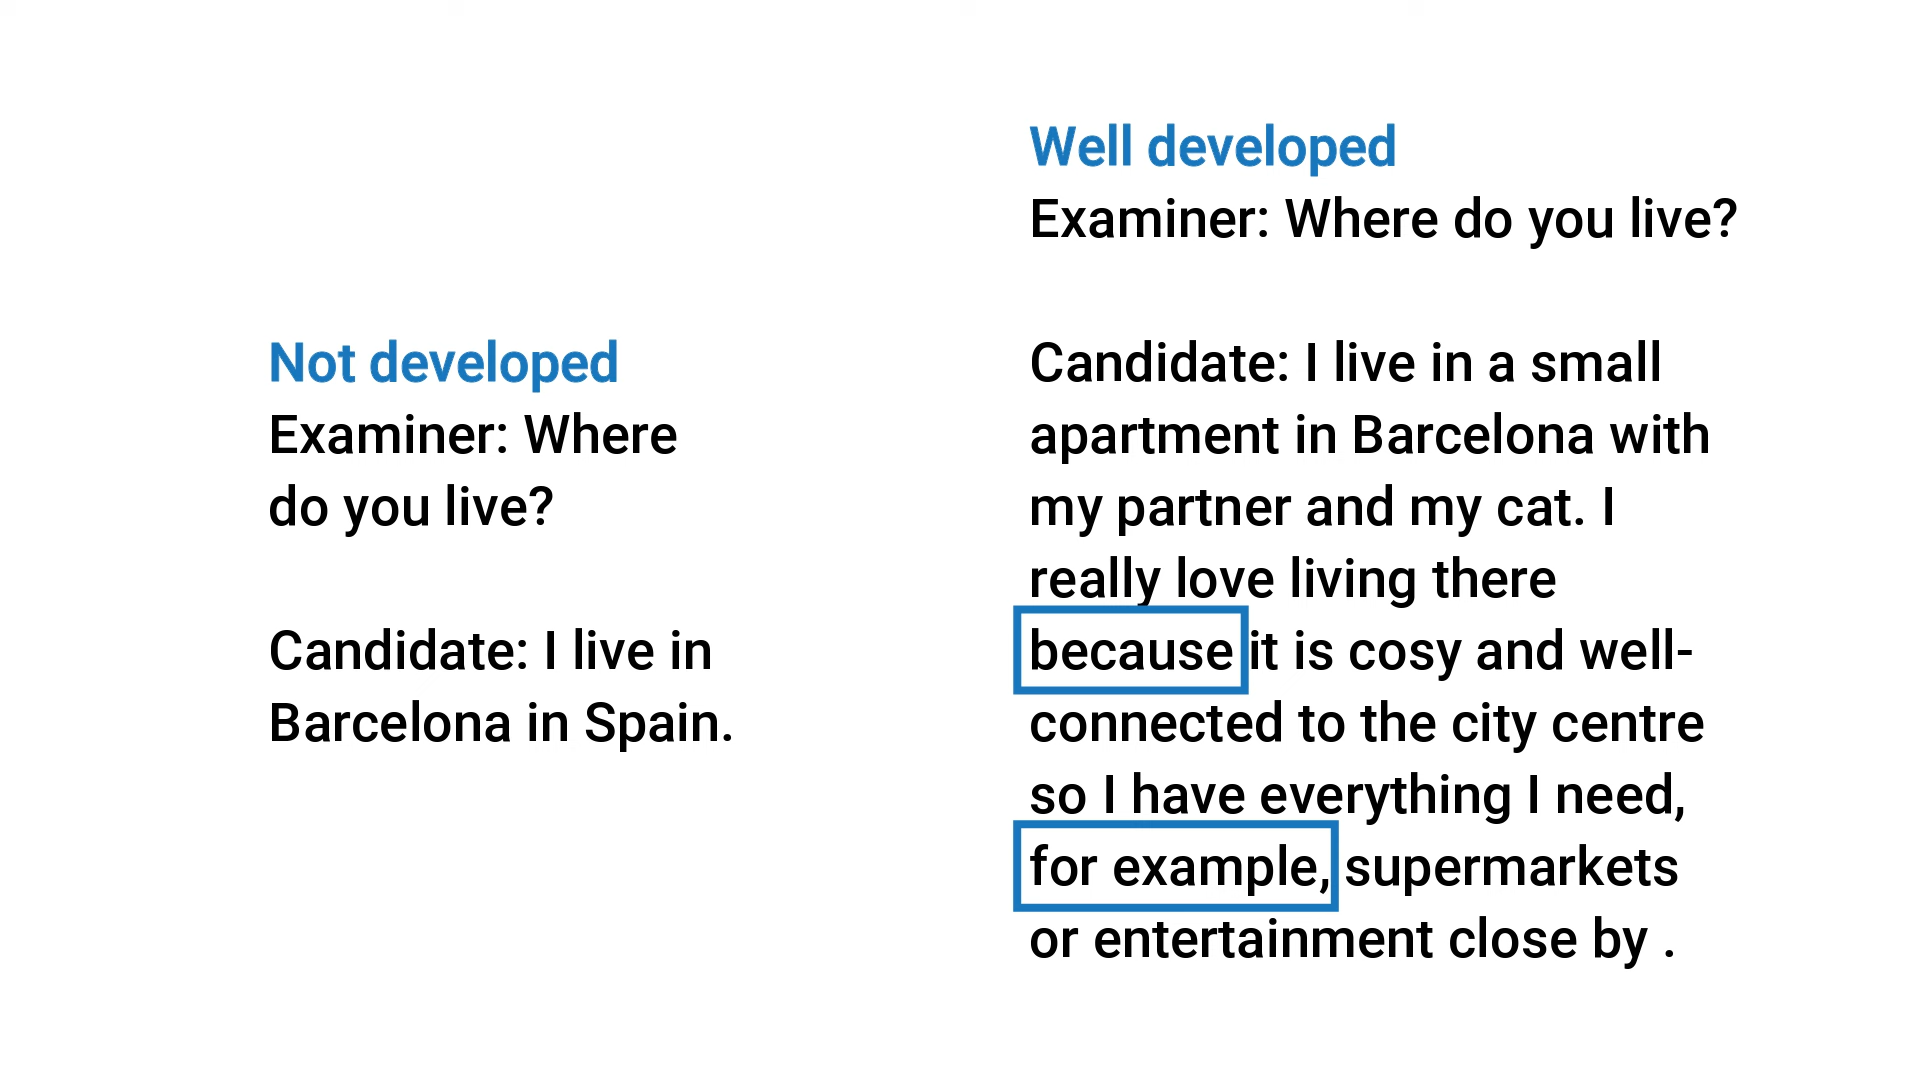 Not developed
Examiner: Where
do you live?
Candidate: I live in
Barcelona in Spain.
Well developed
Examiner: Where do you live?
Candidate: I live in a small
apartment in Barcelona with
my partner and my cat. I
really love living there
because it is cosy and well-
connected to the city centre
so I have everything I need,
for example, supermarkets
or entertainment close by .